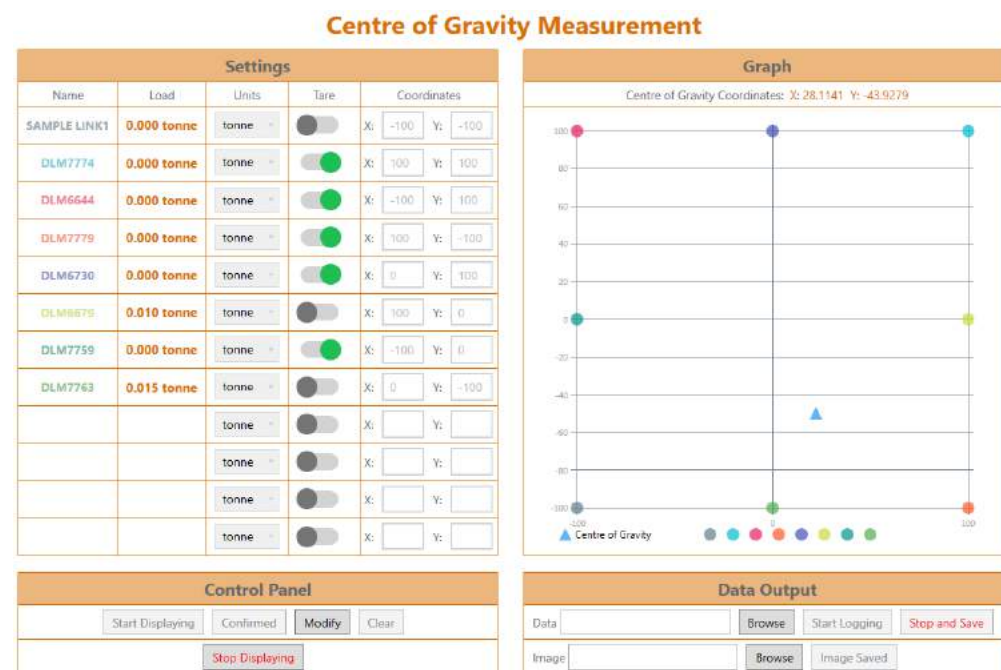 Centre of Gravity Measurement
Settings
Name Load Units Tare Coordinates
SAMPLE LINK1 0.000 tonne tonne X: -100 Y: -100
DLM7774 0.000 tonne tonne X: 100 Y: 100
DLM6644 0.000 tonne tonne X: -100 Y: 100
DLM7779 0.000 tonne tonne X: 100 Y: -100
DLM6730 0.000 tonne tonne X: 0 Y: 100
DLM6675 0.010 tonne tonne X: 100 Y: 0
DLM7759 0.000 tonne tonne X: -100 Y: 0
DLM7763 0.015 tonne tonne X: 0 Y: -100
tonne X: Y:
tonne X: Y:
tonne X: Y:
tonne X: Y:
Graph
Centre of Gravity Coordinates: X: 28.1141 Y: -43.9279
100
80
60
40
20
0
-20
-40
-60
-80
-100
-100 0 100
Centre of Gravity
Control Panel
Start Displaying Confirmed Modify Clear
Stop Displaying
Data Output
Data Browse Start Logging Stop and Save
Image Browse Image Saved